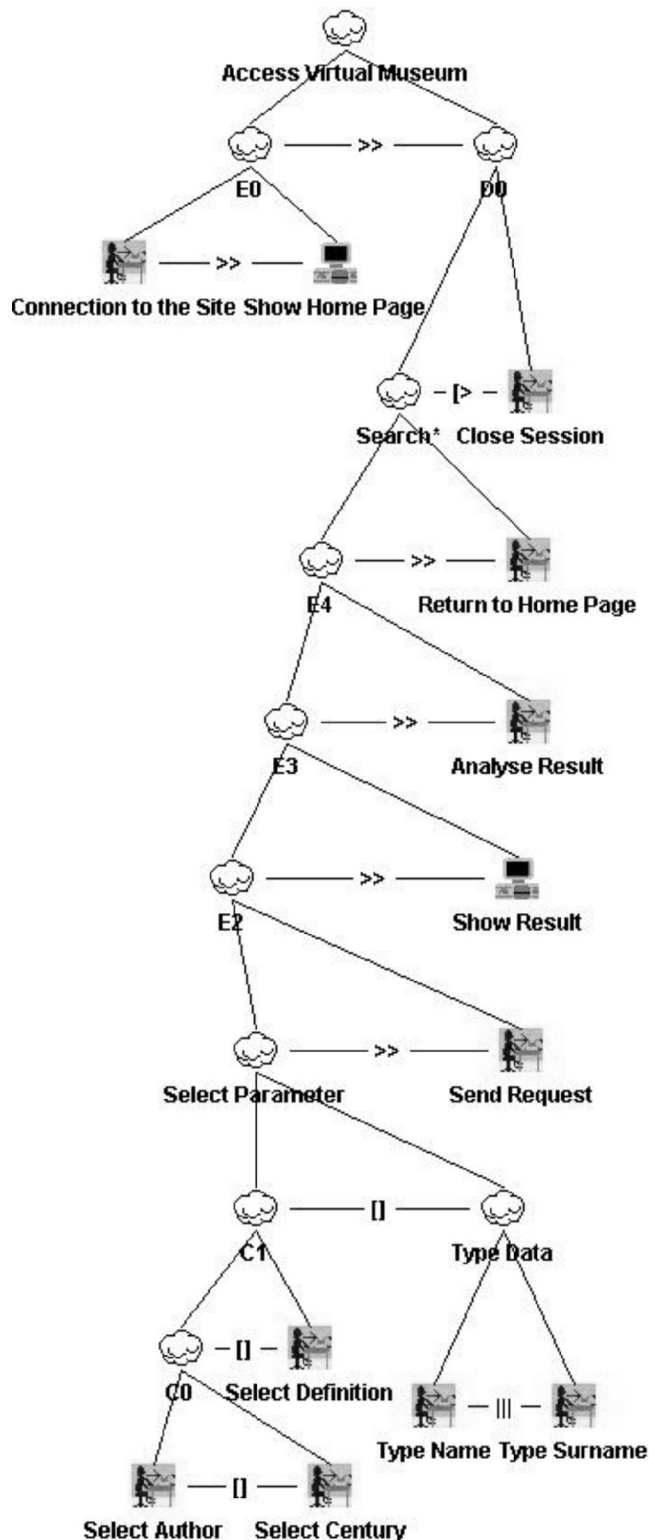 Access Virtual Museum
>>
E0
D0
>>
Connection to the Site Show Home Page
[>
Search* Close Session
>>
E4
Return to Home Page
>>
E3
Analyse Result
>>
E2
Show Result
>>
Select Parameter
Send Request
[]
C1
Type Data
[]
C0
Select Definition
|||
Type Name Type Surname
[]
Select Author Select Century